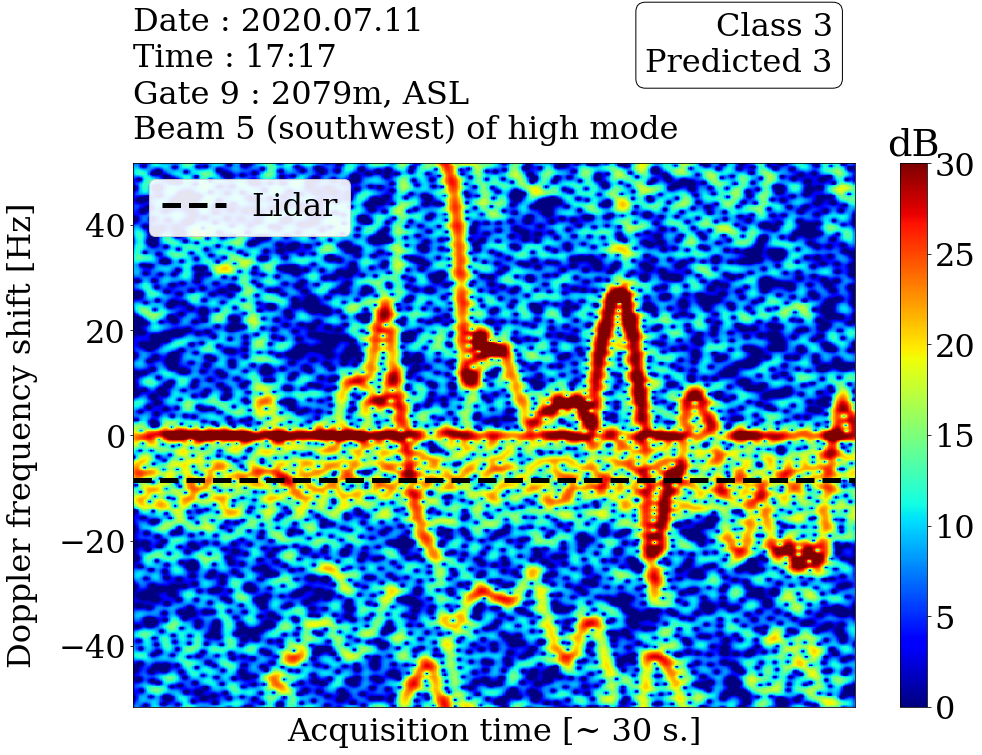 Date : 2020.07.11
Time : 17:17
Gate 9 : 2079m, ASL
Beam 5 (southwest) of high mode
Class 3
Predicted 3
dB
Lidar
Doppler frequency shift [Hz]
40
20
0
−20
−40
30
25
20
15
10
5
0
Acquisition time [~ 30 s.]